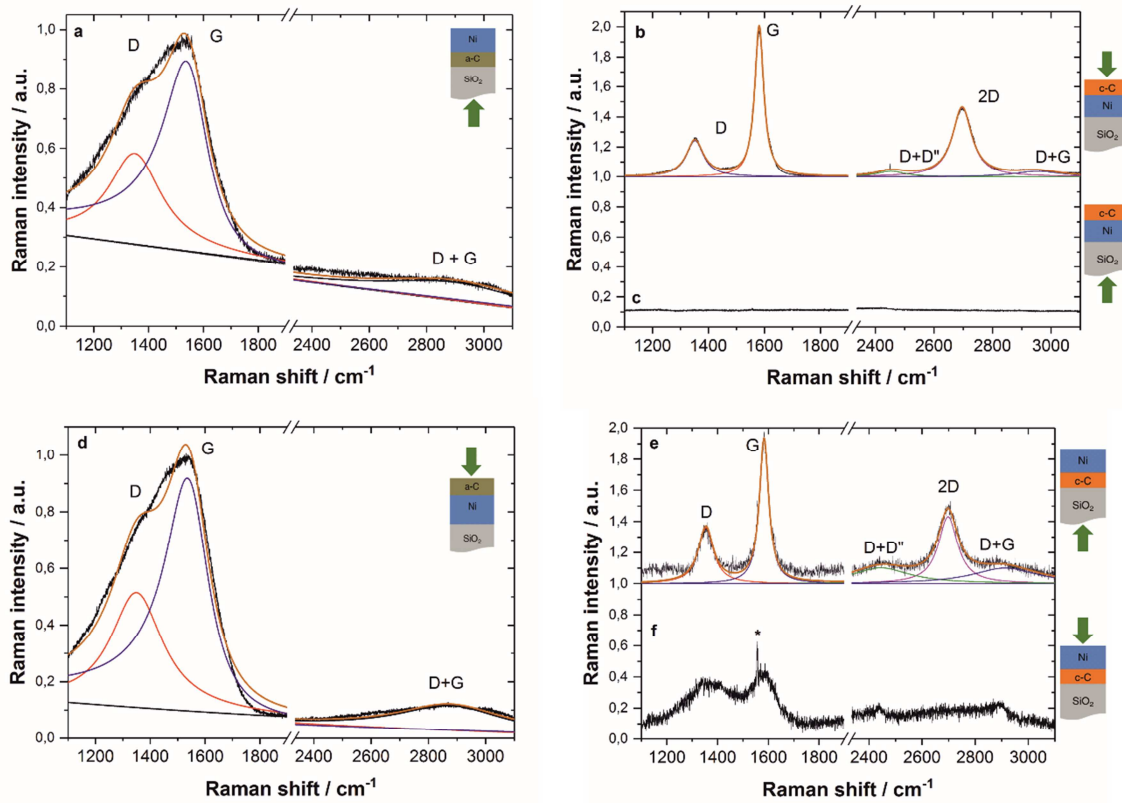 a
D
G
D + G
Ni
a-C
SiO₂
1,0
0,8
0,6
0,4
0,2
0,0
1200 1400 1600 1800 2400 2600 2800 3000
Raman intensity / a.u.
Raman shift / cm⁻¹
b
G
D
2D
D+D"
D+G
c
c-C
Ni
SiO₂
c-C
Ni
SiO₂
2,0
1,8
1,6
1,4
1,2
1,0
0,8
0,6
0,4
0,2
0,0
1200 1400 1600 1800 2400 2600 2800 3000
Raman intensity / a.u.
Raman shift / cm⁻¹
d
D
G
D+G
a-C
Ni
SiO₂
1,0
0,8
0,6
0,4
0,2
0,0
1200 1400 1600 1800 2400 2600 2800 3000
Raman intensity / a.u.
Raman shift / cm⁻¹
e
G
D
2D
D+D"
D+G
f
*
Ni
c-C
SiO₂
Ni
c-C
SiO₂
2,0
1,8
1,6
1,4
1,2
1,0
0,8
0,6
0,4
0,2
0,0
1200 1400 1600 1800 2400 2600 2800 3000
Raman intensity / a.u.
Raman shift / cm⁻¹